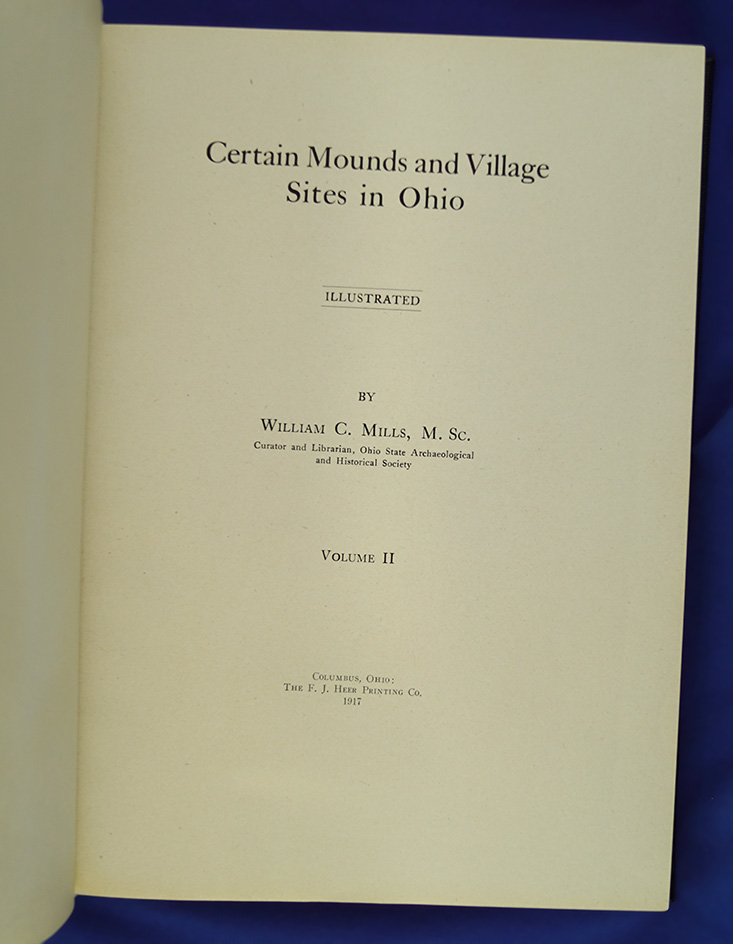 Certain Mounds and Village
Sites in Ohio
ILLUSTRATED
BY
WILLIAM C. MILLS, M. Sc.
Curator and Librarian, Ohio State Archaeological
and Historical Society
VOLUME II
COLUMBUS, OHIO:
THE F. J. HEER PRINTING CO.
1917